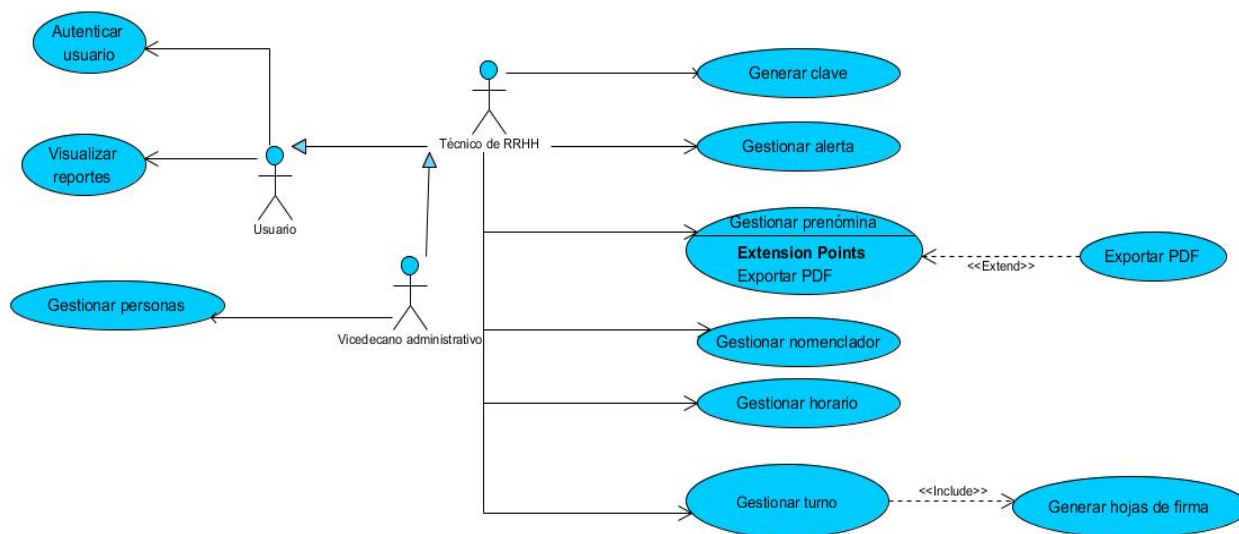 Autenticar
usuario
Generar clave
Técnico de RRHH
Visualizar
reportes
Gestionar alerta
Usuario
Gestionar prenómina
Extension Points
Exportar PDF
<<Extend>>
Exportar PDF
Gestionar personas
Vicedecano administrativo
Gestionar nomenclador
Gestionar horario
Gestionar turno
<<Include>>
Generar hojas de firma